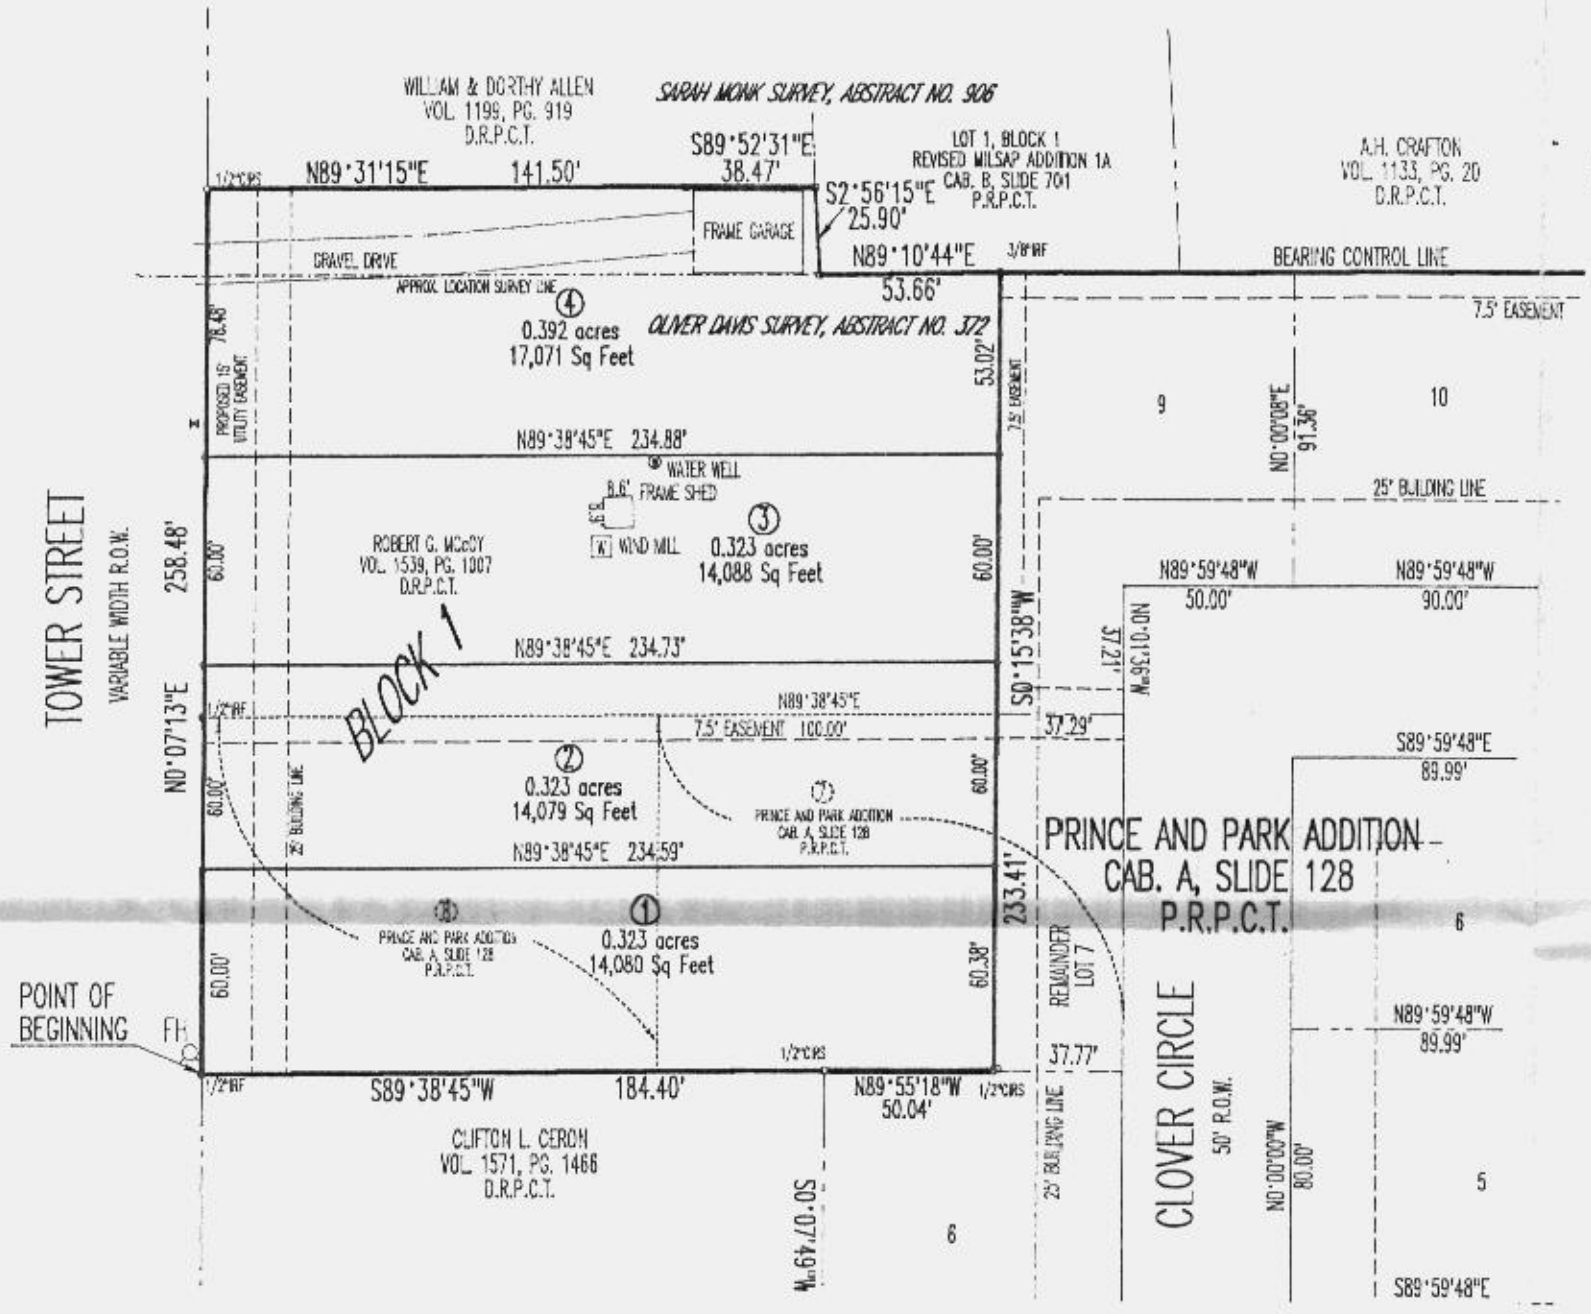 WILLIAM & DORTHY ALLEN
VOL. 1199, PG. 919
D.R.P.C.T.
SARAH MONK SURVEY, ABSTRACT NO. 906
S89°52'31"E
38.47'
LOT 1, BLOCK 1
REVISED MILSAP ADDITION 1A
CAB. B, SLIDE 701
P.R.P.C.T.
A.H. CRAFTON
VOL. 1133, PG. 20
D.R.P.C.T.
1/2"CIRS
N89°31'15"E 141.50'
S2°56'15"E
25.90'
FRAME GARAGE
N89°10'44"E
53.66'
3/8"IRF
BEARING CONTROL LINE
7.5' EASEMENT
GRAVEL DRIVE
APPROX. LOCATION SURVEY LINE
4
0.392 acres
17,071 Sq Feet
OLIVER DAVIS SURVEY, ABSTRACT NO. 372
78.48'
PROPOSED 15'
UTILITY EASEMENT
53.02'
7.5' EASEMENT
9
N0°00'08"E
91.36'
10
N89°38'45"E 234.88'
WATER WELL
8.6'
FRAME SHED
W
WIND MILL
3
0.323 acres
14,088 Sq Feet
25' BUILDING LINE
TOWER STREET
VARIABLE WIDTH R.O.W.
258.48'
N0°07'13"E
60.00'
ROBERT G. McCOY
VOL. 1539, PG. 1007
D.R.P.C.T.
60.00'
N89°59'48"W
50.00'
N89°59'48"W
90.00'
BLOCK 1
N89°38'45"E 234.73'
S0°15'38"W
233.41'
37.21'
N0°01'36"W
1/2"IRF
N89°38'45"E
7.5' EASEMENT 100.00'
37.29'
S89°59'48"E
89.99'
60.00'
25' BUILDING LINE
2
0.323 acres
14,079 Sq Feet
7
PRINCE AND PARK ADDITION
CAB. A, SLIDE 128
P.R.P.C.T.
60.00'
N89°38'45"E 234.59'
PRINCE AND PARK ADDITION
CAB. A, SLIDE 128
P.R.P.C.T.
6
8
PRINCE AND PARK ADDITION
CAB. A, SLIDE 128
P.R.P.C.T.
1
0.323 acres
14,080 Sq Feet
60.00'
60.38'
REMAINDER
LOT 7
POINT OF
BEGINNING
FH
N89°59'48"W
89.99'
1/2"IRF
S89°38'45"W 184.40'
1/2"CIRS
N89°55'18"W
50.04'
1/2"CIRS
37.77'
25' BUILDING LINE
CLOVER CIRCLE
50' R.O.W.
N0°00'00"W
80.00'
CLIFTON L. CERON
VOL. 1571, PG. 1466
D.R.P.C.T.
S0°07'49"W
6
5
S89°59'48"E